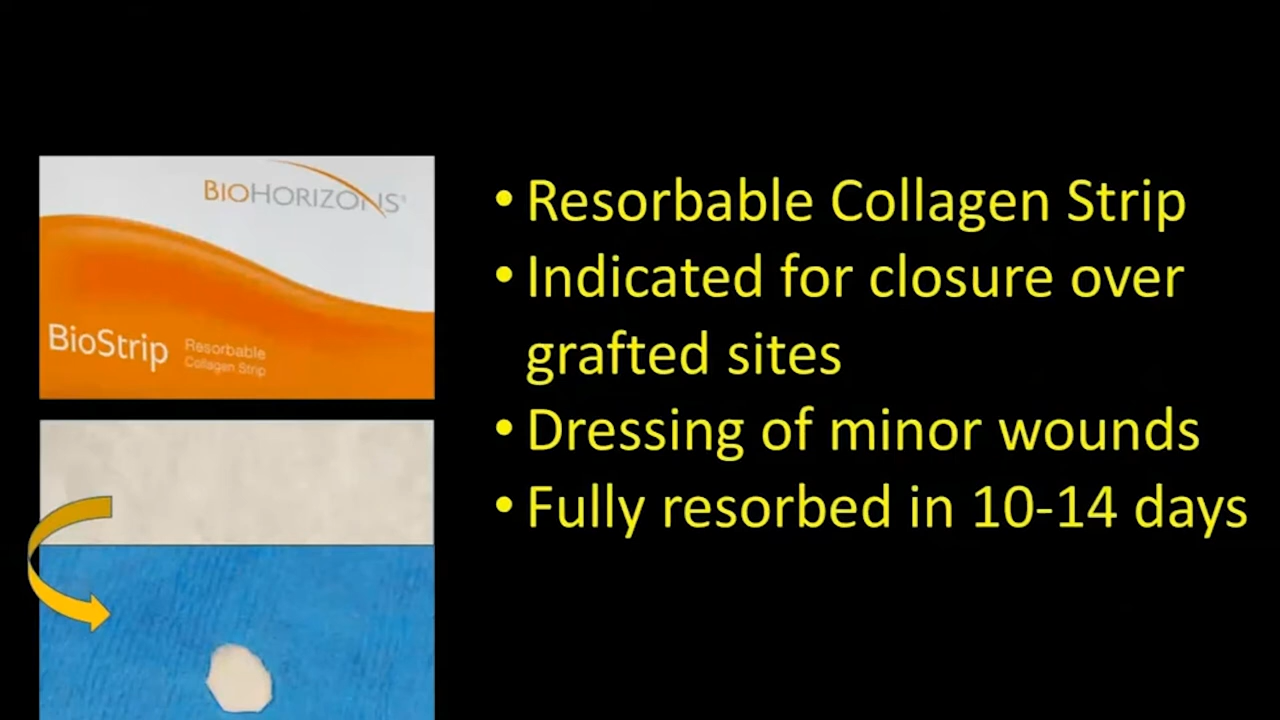 BIOHORIZONS®
BioStrip Resorbable
Collagen Strip
• Resorbable Collagen Strip
• Indicated for closure over
grafted sites
• Dressing of minor wounds
• Fully resorbed in 10-14 days